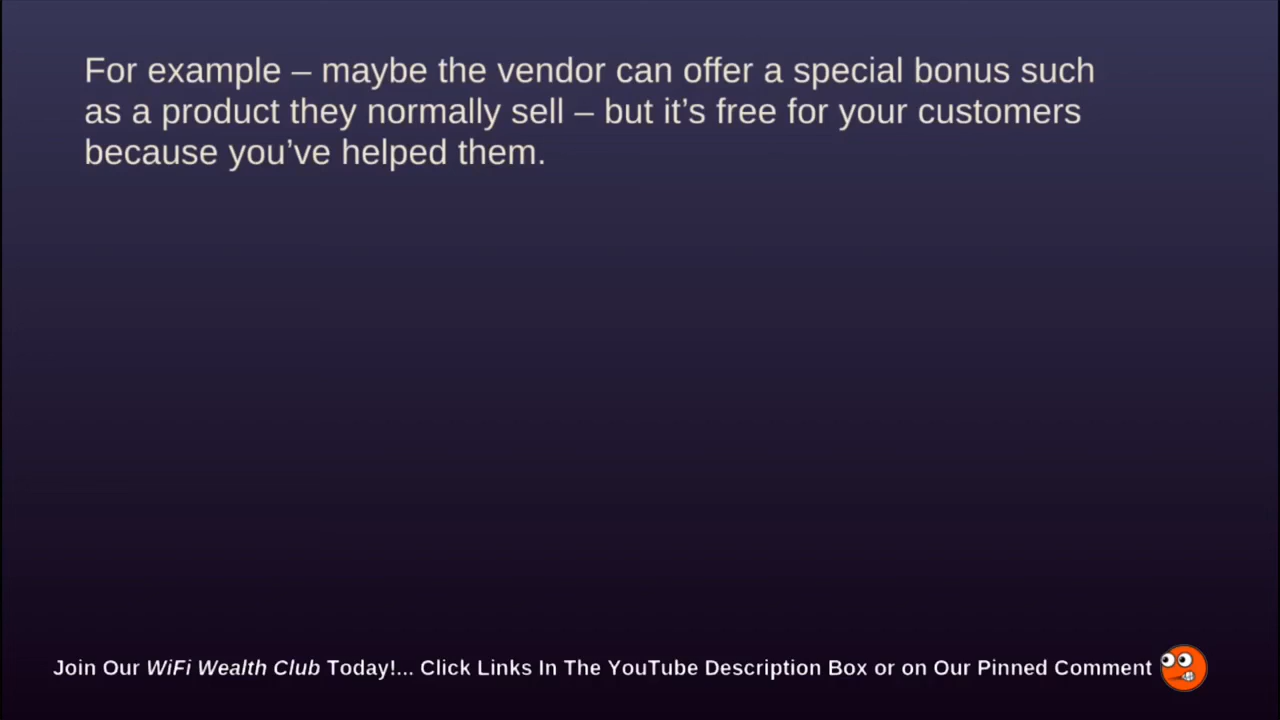 For example – maybe the vendor can offer a special bonus such
as a product they normally sell – but it’s free for your customers
because you’ve helped them.
Join Our WiFi Wealth Club Today!... Click Links In The YouTube Description Box or on Our Pinned Comment